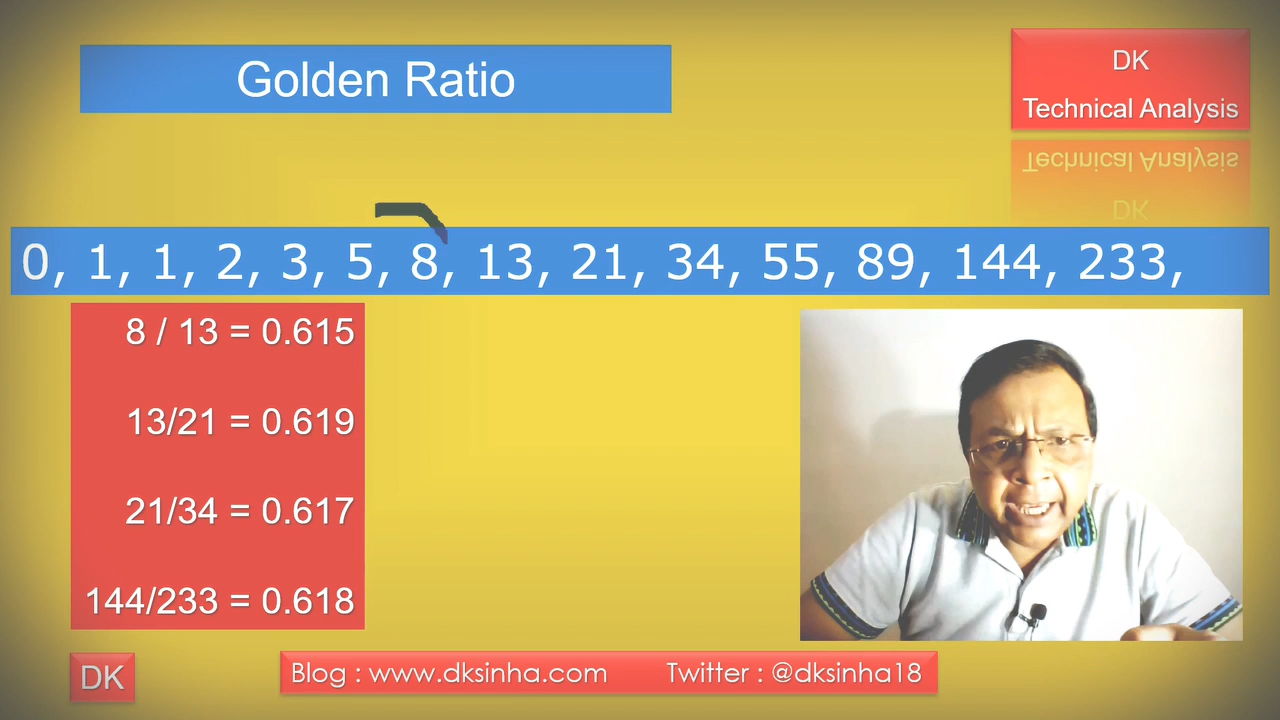 Golden Ratio
DK
Technical Analysis
Technical Analysis
DK
0, 1, 1, 2, 3, 5, 8, 13, 21, 34, 55, 89, 144, 233,
8 / 13 = 0.615
13/21 = 0.619
21/34 = 0.617
144/233 = 0.618
DK
Blog : www.dksinha.com Twitter : @dksinha18